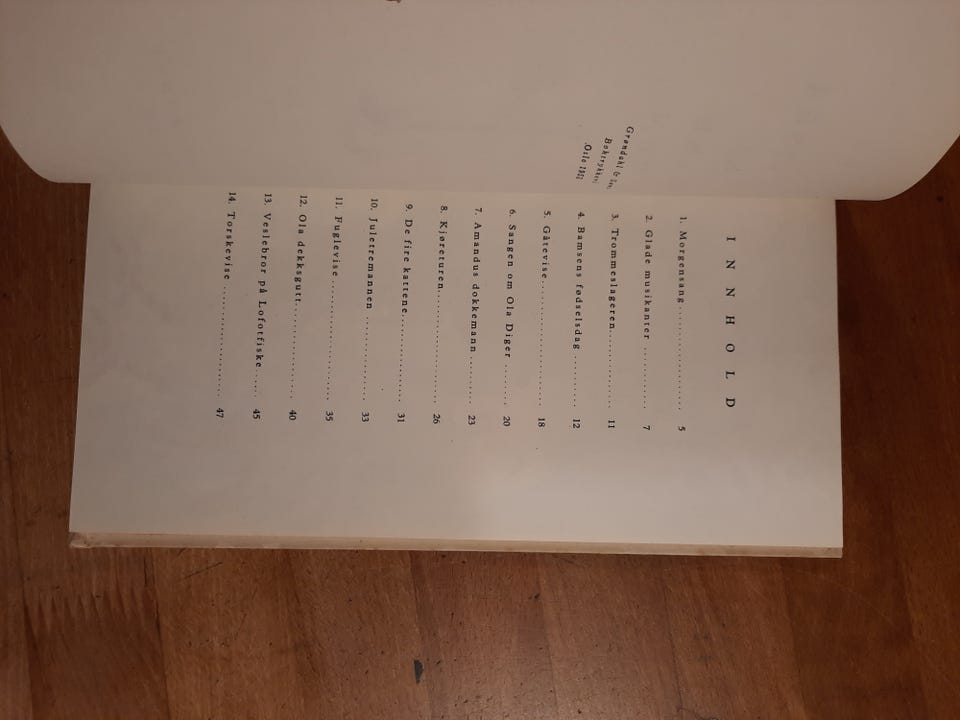 Grøndahl & Søn,
Boktrykkeri
Oslo
INNHOLD
1. Morgensang .................... 5
2. Glade musikanter ............ 7
3. Trommeslageren............. 11
4. Bamsens fødselsdag ......... 12
5. Gåtevise...................... 18
6. Sangen om Ola Diger ...... 20
7. Amandus dokkemann ....... 23
8. Kjøreturen.................... 26
9. De fire kattene.............. 31
10. Juletremannen .............. 33
11. Fuglevise .................... 35
12. Ola dekksgutt............... 40
13. Veslebror på Lofotfiske..... 45
14. Torskevise ................... 47